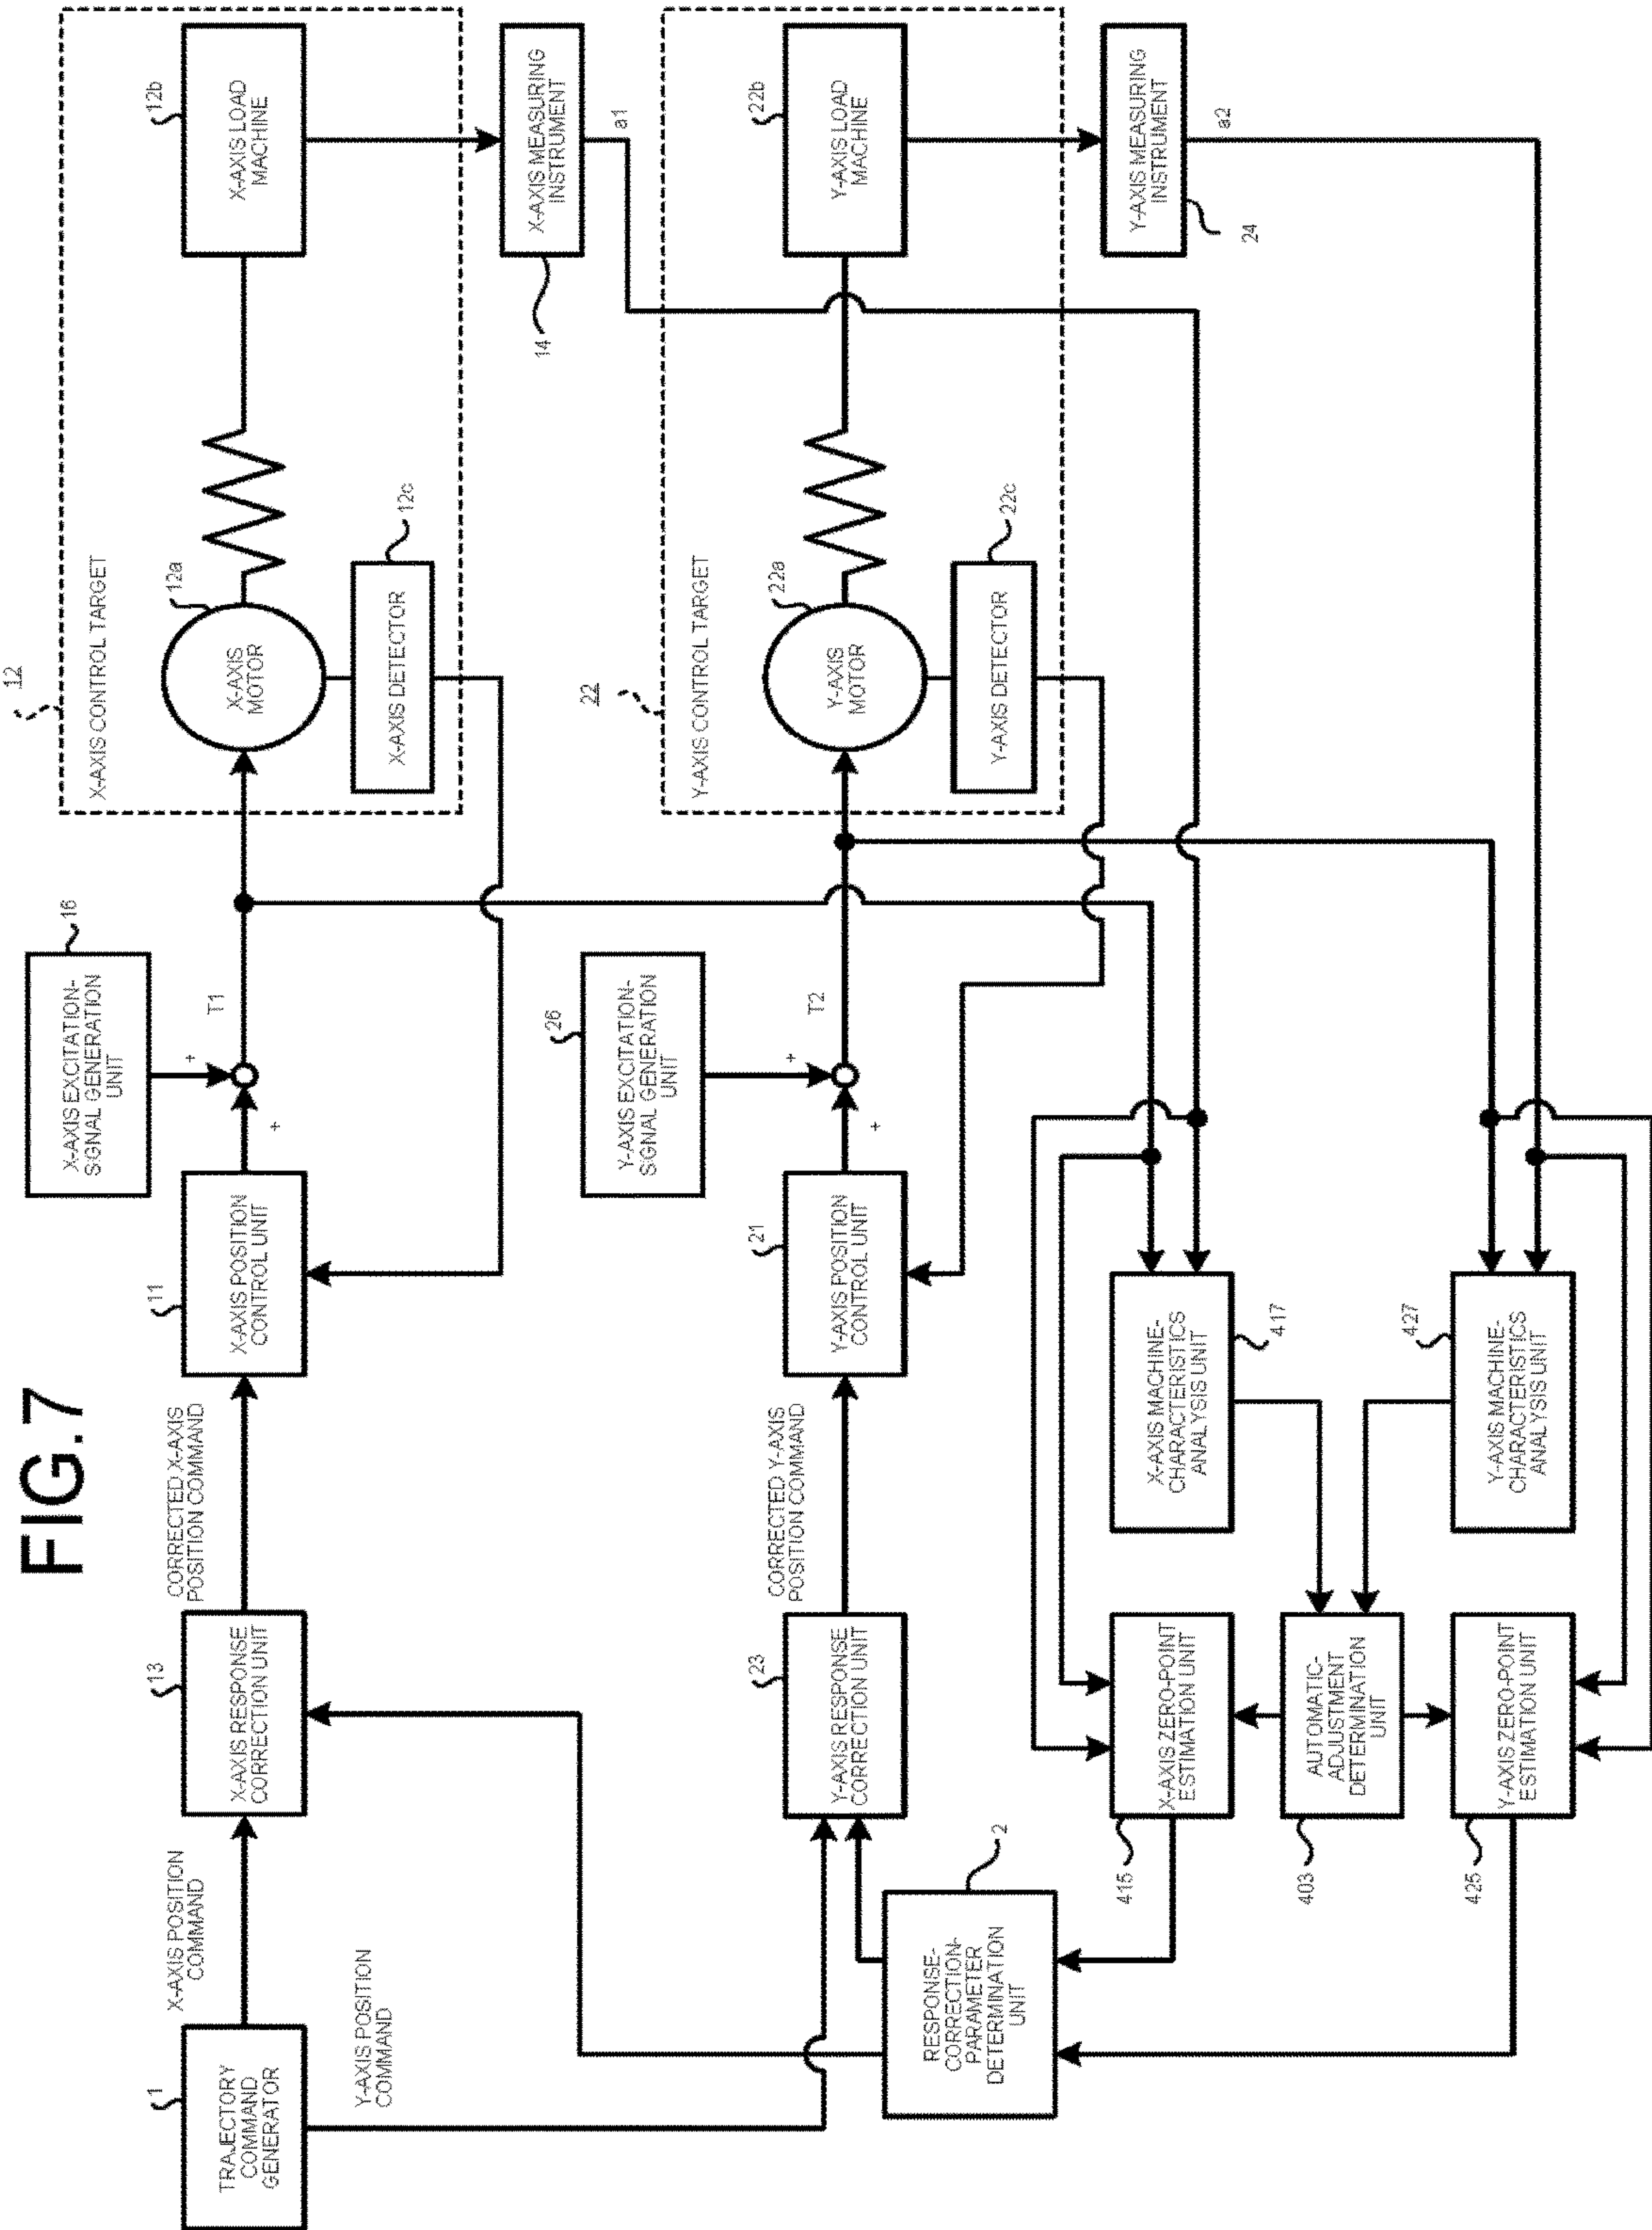 FIG.7
1
TRAJECTORY
COMMAND
GENERATOR
X-AXIS POSITION
COMMAND
Y-AXIS POSITION
COMMAND
13
X-AXIS RESPONSE
CORRECTION UNIT
CORRECTED X-AXIS
POSITION COMMAND
11
X-AXIS POSITION
CONTROL UNIT
+
+
16
X-AXIS EXCITATION-
SIGNAL GENERATION
UNIT
T1
12
X-AXIS CONTROL TARGET
12a
X-AXIS
MOTOR
12b
X-AXIS LOAD
MACHINE
12c
X-AXIS DETECTOR
14
X-AXIS MEASURING
INSTRUMENT
a1
23
Y-AXIS RESPONSE
CORRECTION UNIT
CORRECTED Y-AXIS
POSITION COMMAND
21
Y-AXIS POSITION
CONTROL UNIT
+
+
26
Y-AXIS EXCITATION-
SIGNAL GENERATION
UNIT
T2
22
Y-AXIS CONTROL TARGET
22a
Y-AXIS
MOTOR
22b
Y-AXIS LOAD
MACHINE
22c
Y-AXIS DETECTOR
24
Y-AXIS MEASURING
INSTRUMENT
a2
2
RESPONSE-
CORRECTION-
PARAMETER
DETERMINATION
UNIT
415
X-AXIS ZERO-POINT
ESTIMATION UNIT
417
X-AXIS MACHINE-
CHARACTERISTICS
ANALYSIS UNIT
403
AUTOMATIC-
ADJUSTMENT
DETERMINATION
UNIT
425
Y-AXIS ZERO-POINT
ESTIMATION UNIT
427
Y-AXIS MACHINE-
CHARACTERISTICS
ANALYSIS UNIT